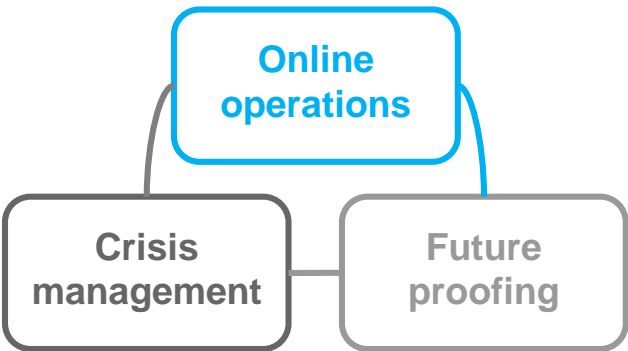 Online
operations
Crisis
management
Future
proofing